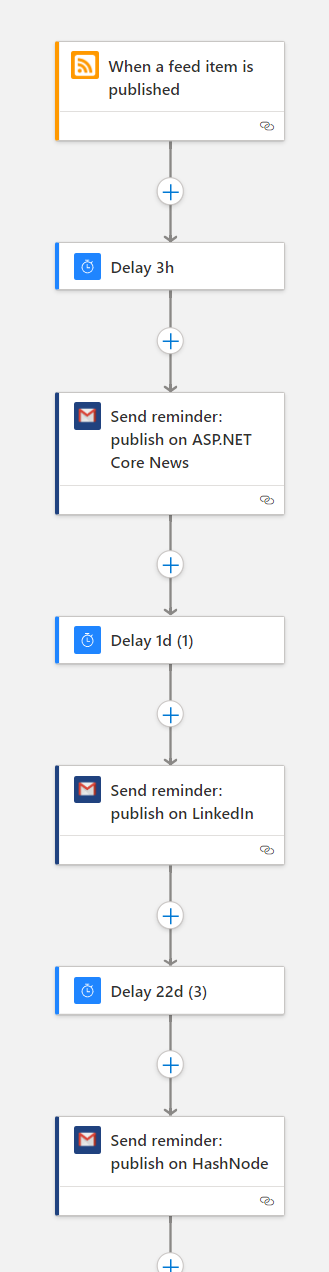 When a feed item is
published
Delay 3h
Send reminder:
publish on ASP.NET
Core News
Delay 1d (1)
Send reminder:
publish on LinkedIn
Delay 22d (3)
Send reminder:
publish on HashNode